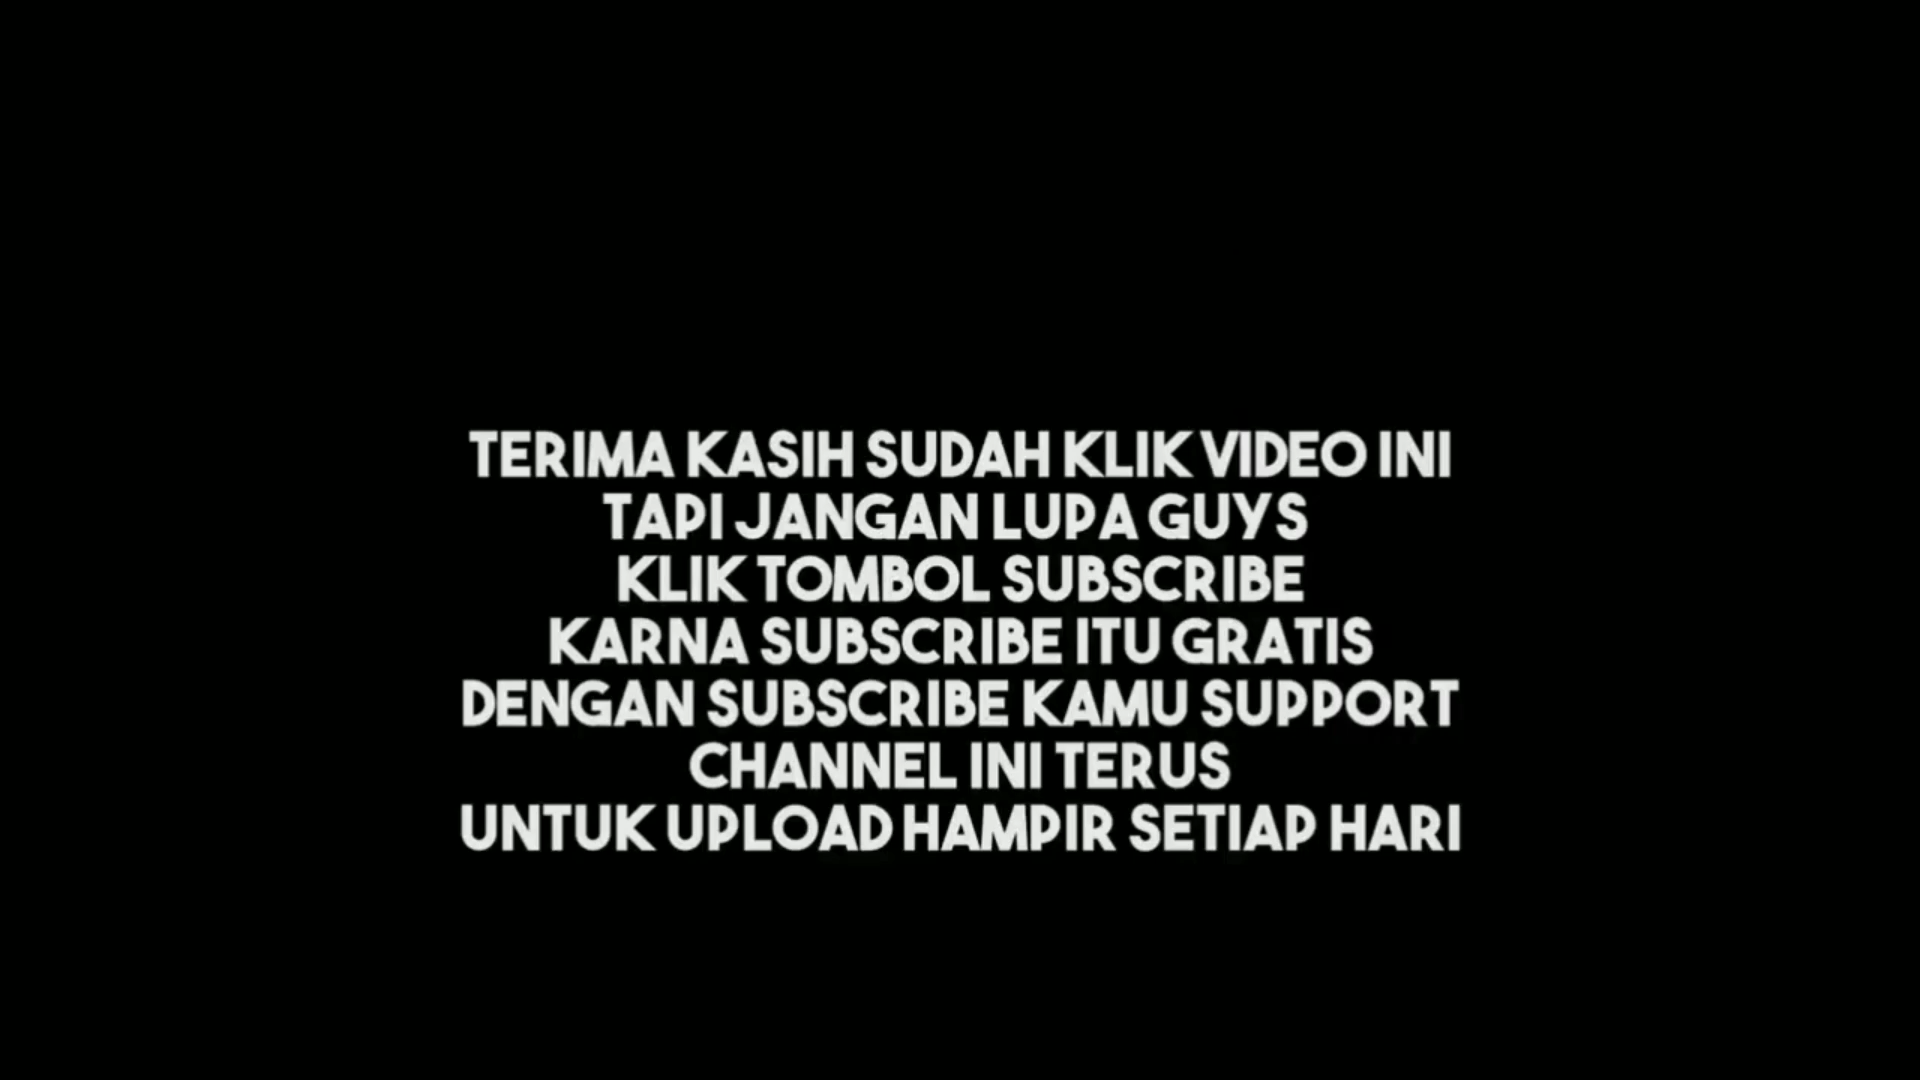 TERIMA KASIH SUDAH KLIK VIDEO INI
TAPI JANGAN LUPA GUYS
KLIK TOMBOL SUBSCRIBE
KARNA SUBSCRIBE ITU GRATIS
DENGAN SUBSCRIBE KAMU SUPPORT
CHANNEL INI TERUS
UNTUK UPLOAD HAMPIR SETIAP HARI